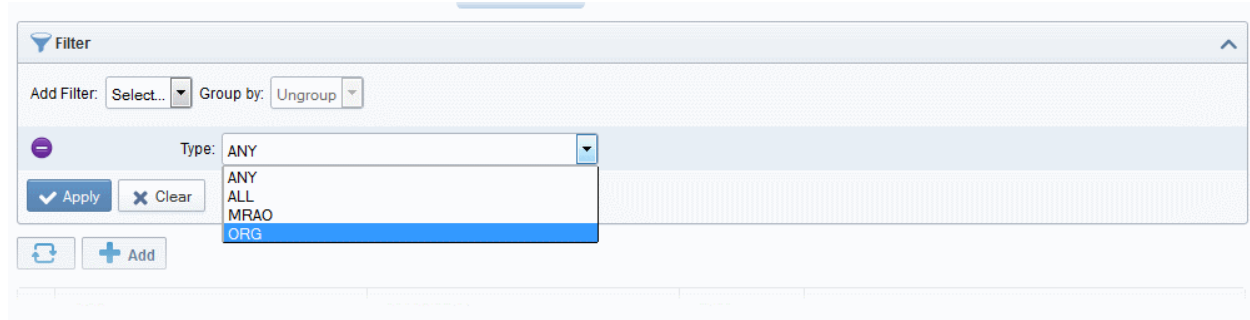 Filter
Add Filter: Select... Group by: Ungroup
Type: ANY
ANY
ALL
MRAO
ORG
Apply Clear
Add